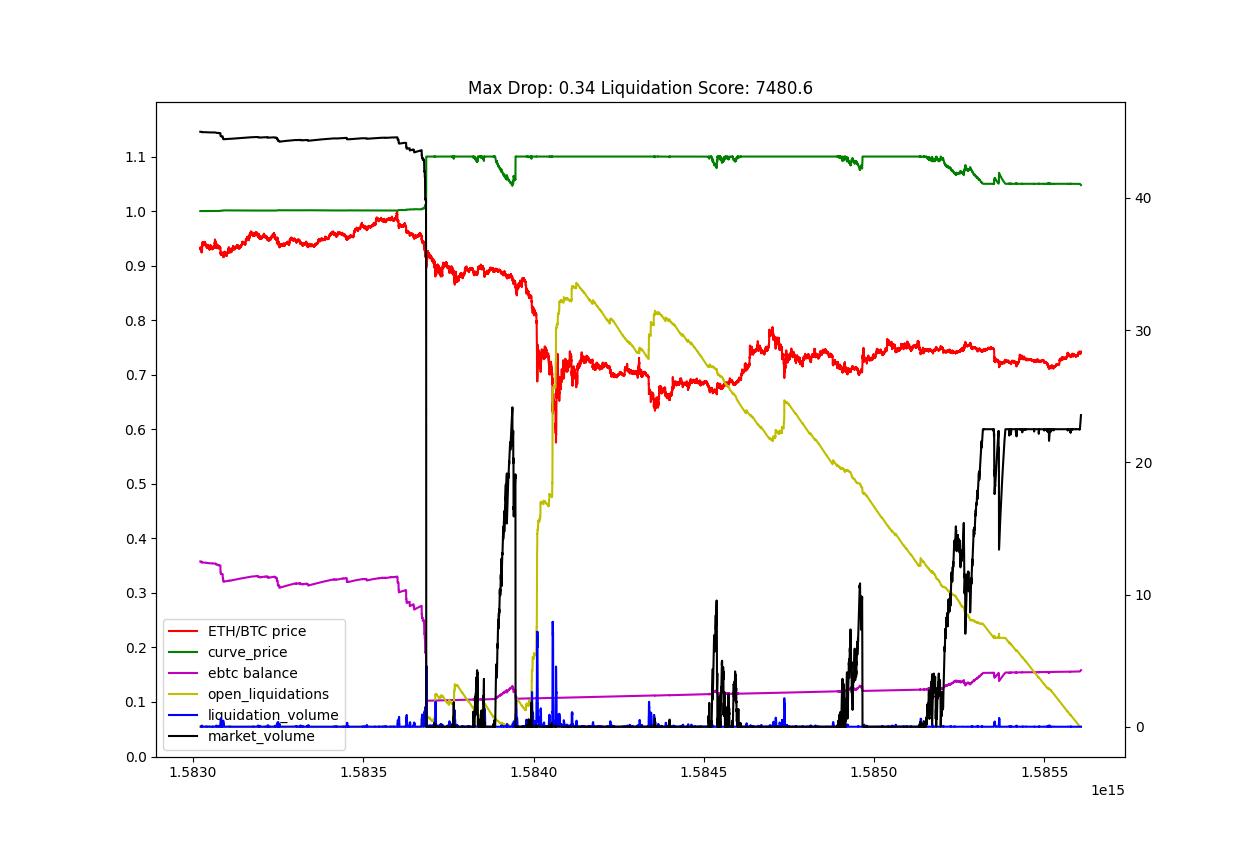 Max Drop: 0.34 Liquidation Score: 7480.6
1.1
1.0
0.9
0.8
0.7
0.6
0.5
0.4
0.3
0.2
0.1
0.0
40
30
20
10
0
ETH/BTC price
curve_price
ebtc balance
open_liquidations
liquidation_volume
market_volume
1.5830 1.5835 1.5840 1.5845 1.5850 1.5855
1e15